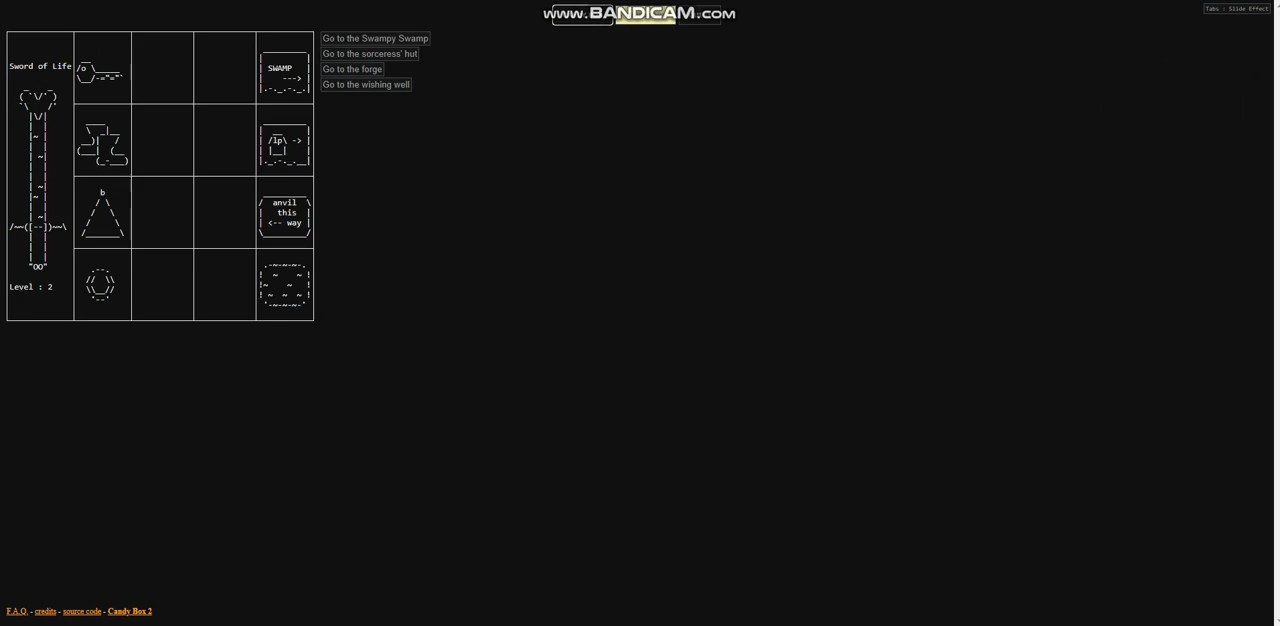 www.BANDICAM.com
Tabs : Slide Effect
Sword of Life
Level : 2
SWAMP
--->
/lp\ ->
anvil
this
<-- way
b
Go to the Swampy Swamp
Go to the sorceress' hut
Go to the forge
Go to the wishing well
F.A.Q. - credits - source code - Candy Box 2